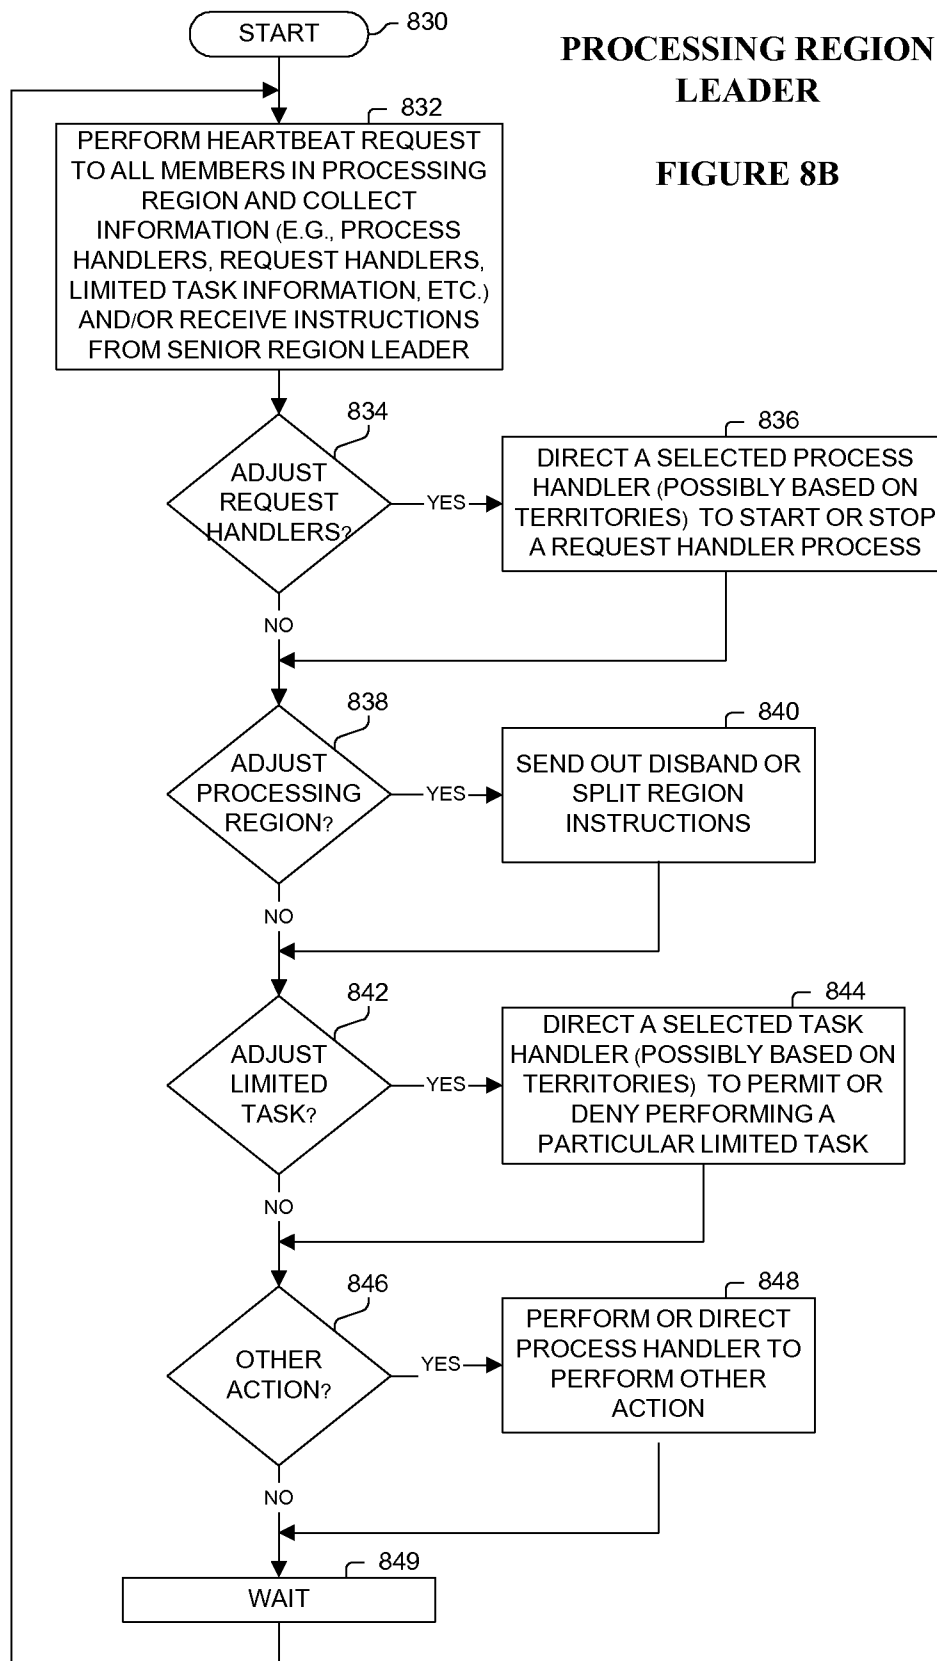 START
830
PROCESSING REGION
LEADER
FIGURE 8B
832
PERFORM HEARTBEAT REQUEST
TO ALL MEMBERS IN PROCESSING
REGION AND COLLECT
INFORMATION (E.G., PROCESS
HANDLERS, REQUEST HANDLERS,
LIMITED TASK INFORMATION, ETC.)
AND/OR RECEIVE INSTRUCTIONS
FROM SENIOR REGION LEADER
834
ADJUST
REQUEST
HANDLERS?
YES
NO
836
DIRECT A SELECTED PROCESS
HANDLER (POSSIBLY BASED ON
TERRITORIES) TO START OR STOP
A REQUEST HANDLER PROCESS
838
ADJUST
PROCESSING
REGION?
YES
NO
840
SEND OUT DISBAND OR
SPLIT REGION
INSTRUCTIONS
842
ADJUST
LIMITED
TASK?
YES
NO
844
DIRECT A SELECTED TASK
HANDLER (POSSIBLY BASED ON
TERRITORIES) TO PERMIT OR
DENY PERFORMING A
PARTICULAR LIMITED TASK
846
OTHER
ACTION?
YES
NO
848
PERFORM OR DIRECT
PROCESS HANDLER TO
PERFORM OTHER
ACTION
849
WAIT